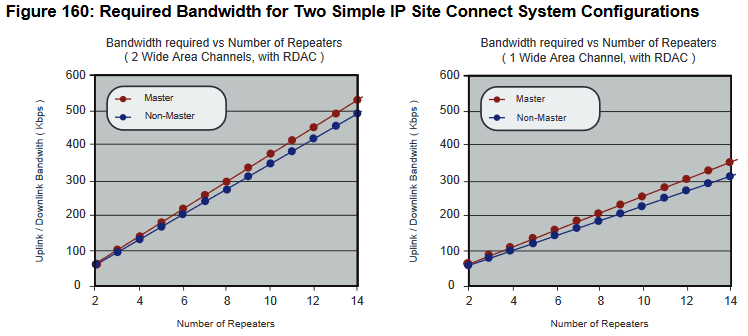 Figure 160: Required Bandwidth for Two Simple IP Site Connect System Configurations
Bandwidth required vs Number of Repeaters
( 2 Wide Area Channels, with RDAC )
600
500
400
300
200
100
0
Uplink / Downlink Bandwith ( Kbps )
Master
Non-Master
2 4 6 8 10 12 14
Number of Repeaters
Bandwidth required vs Number of Repeaters
( 1 Wide Area Channel, with RDAC )
600
500
400
300
200
100
0
Uplink / Downlink Bandwith ( Kbps )
Master
Non-Master
2 4 6 8 10 12 14
Number of Repeaters